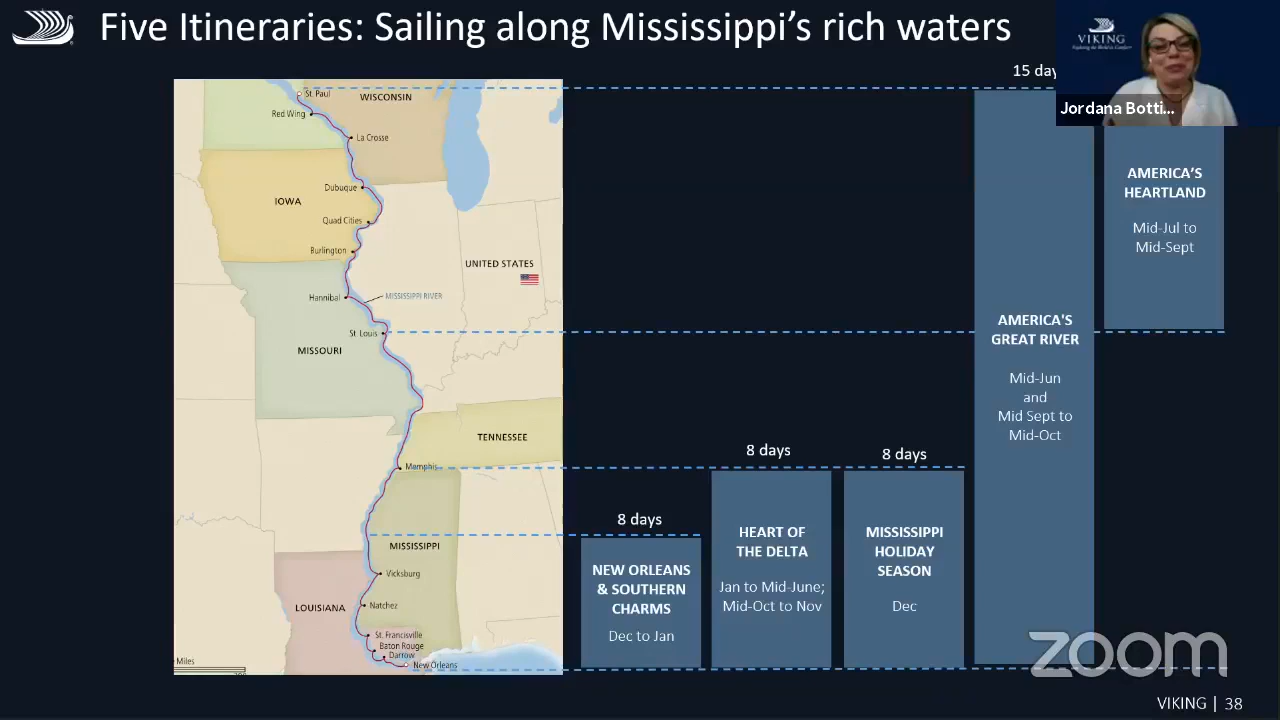 Five Itineraries: Sailing along Mississippi's rich waters
VIKING
Jordana Botti...
15 day
St. Paul
WISCONSIN
Red Wing
La Crosse
Dubuque
IOWA
Quad Cities
Burlington
UNITED STATES
Hannibal
MISSISSIPPI RIVER
St. Louis
MISSOURI
TENNESSEE
Memphis
MISSISSIPPI
Vicksburg
LOUISIANA
Natchez
St. Francisville
Baton Rouge
Darrow
New Orleans
Miles
8 days
NEW ORLEANS
& SOUTHERN
CHARMS
Dec to Jan
8 days
HEART OF
THE DELTA
Jan to Mid-June;
Mid-Oct to Nov
8 days
MISSISSIPPI
HOLIDAY
SEASON
Dec
AMERICA'S
GREAT RIVER
Mid-Jun
and
Mid Sept to
Mid-Oct
AMERICA'S
HEARTLAND
Mid-Jul to
Mid-Sept
zoom
VIKING | 38